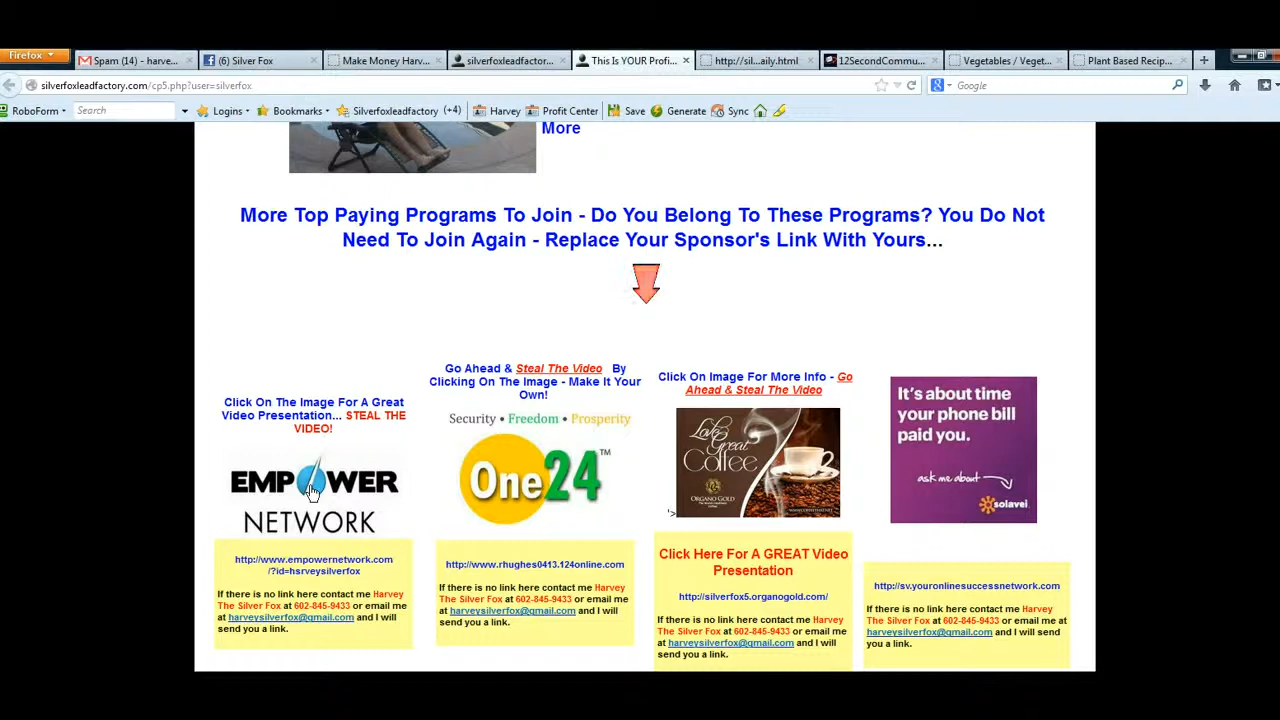 Firefox
Spam (14) - harve...
(6) Silver Fox
Make Money Harv...
silverfoxleadfactor...
This Is YOUR Profi...
http://sil...aily.html
12SecondCommu...
Vegetables / Veget...
Plant Based Recip...
silverfoxleadfactory.com/cp5.php?user=silverfox
Google
RoboForm
Search
Logins
Bookmarks
Silverfoxleadfactory (+4)
Harvey
Profit Center
Save
Generate
Sync
More
More Top Paying Programs To Join - Do You Belong To These Programs? You Do Not
Need To Join Again - Replace Your Sponsor's Link With Yours...
Click On The Image For A Great
Video Presentation... STEAL THE
VIDEO!
EMPOWER
NETWORK
http://www.empowernetwork.com
/?id=hsrveysilverfox
If there is no link here contact me Harvey
The Silver Fox at 602-845-9433 or email me
at harveysilverfox@gmail.com and I will
send you a link.
Go Ahead & Steal The Video By
Clicking On The Image - Make It Your
Own!
Security • Freedom • Prosperity
One24™
http://www.rhughes0413.124online.com
If there is no link here contact me Harvey
The Silver Fox at 602-845-9433 or email me
at harveysilverfox@gmail.com and I will
send you a link.
Click On Image For More Info - Go
Ahead & Steal The Video
Love
Great
Coffee
ORGANO GOLD
'>
Click Here For A GREAT Video
Presentation
http://silverfox5.organogold.com/
If there is no link here contact me Harvey
The Silver Fox at 602-845-9433 or email
me at harveysilverfox@gmail.com and I will
send you a link.
It's about time
your phone bill
paid you.
ask me about
solavei
http://sv.youronlinesuccessnetwork.com
If there is no link here contact me Harvey
The Silver Fox at 602-845-9433 or email me at
harveysilverfox@gmail.com and I will send you
a link.